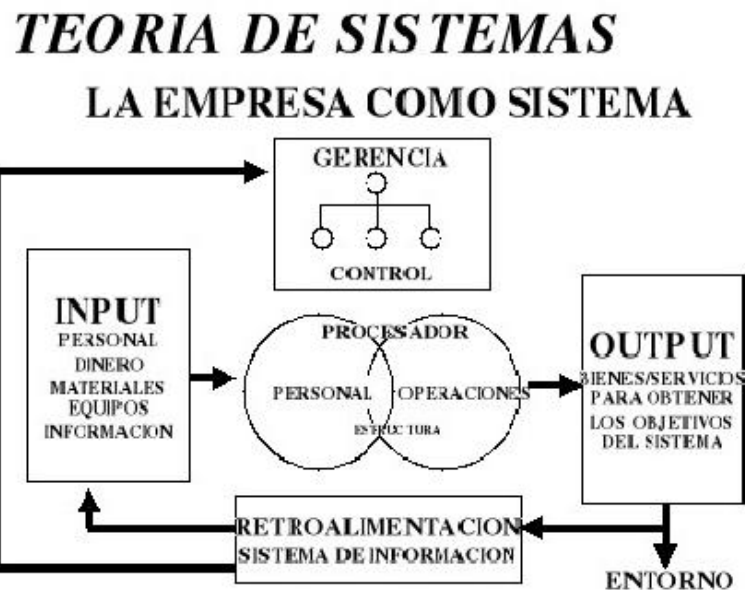 TEORIA DE SISTEMAS
LA EMPRESA COMO SISTEMA
GERENCIA
CONTROL
INPUT
PERSONAL
DINERO
MATERIALES
EQUIPOS
INFORMACION
PROCESADOR
PERSONAL
OPERACIONES
ESTRUCTURA
OUTPUT
BIENES/SERVICIOS
PARA OBTENER
LOS OBJETIVOS
DEL SISTEMA
RETROALIMENTACION
SISTEMA DE INFORMACION
ENTORNO